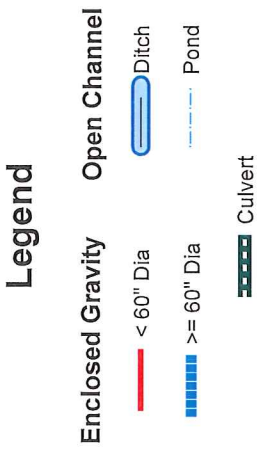 Legend
Enclosed Gravity
< 60" Dia
>= 60" Dia
Open Channel
Ditch
Pond
Culvert